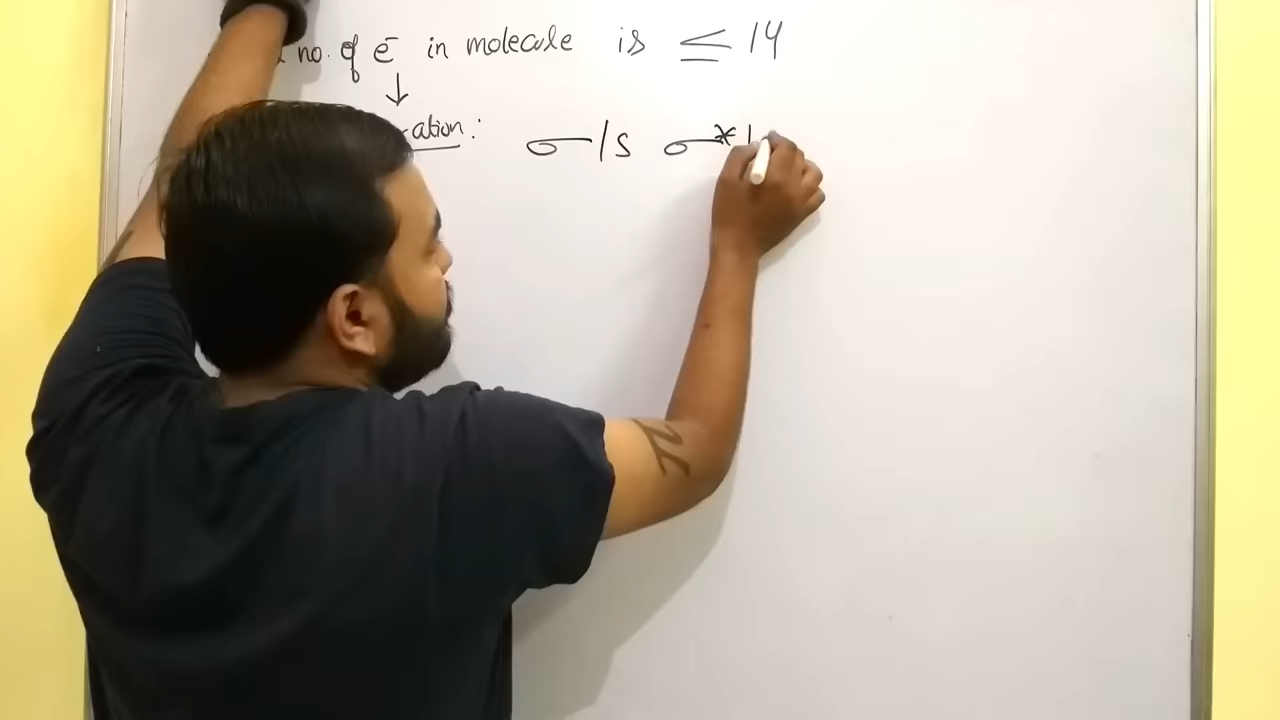 no. of e⁻ in molecule is ≤ 14
↓
ation: σ1s σ*1